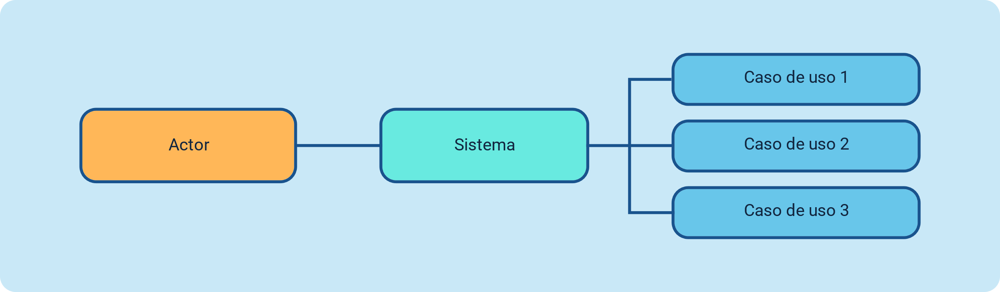 Actor
Sistema
Caso de uso 1
Caso de uso 2
Caso de uso 3